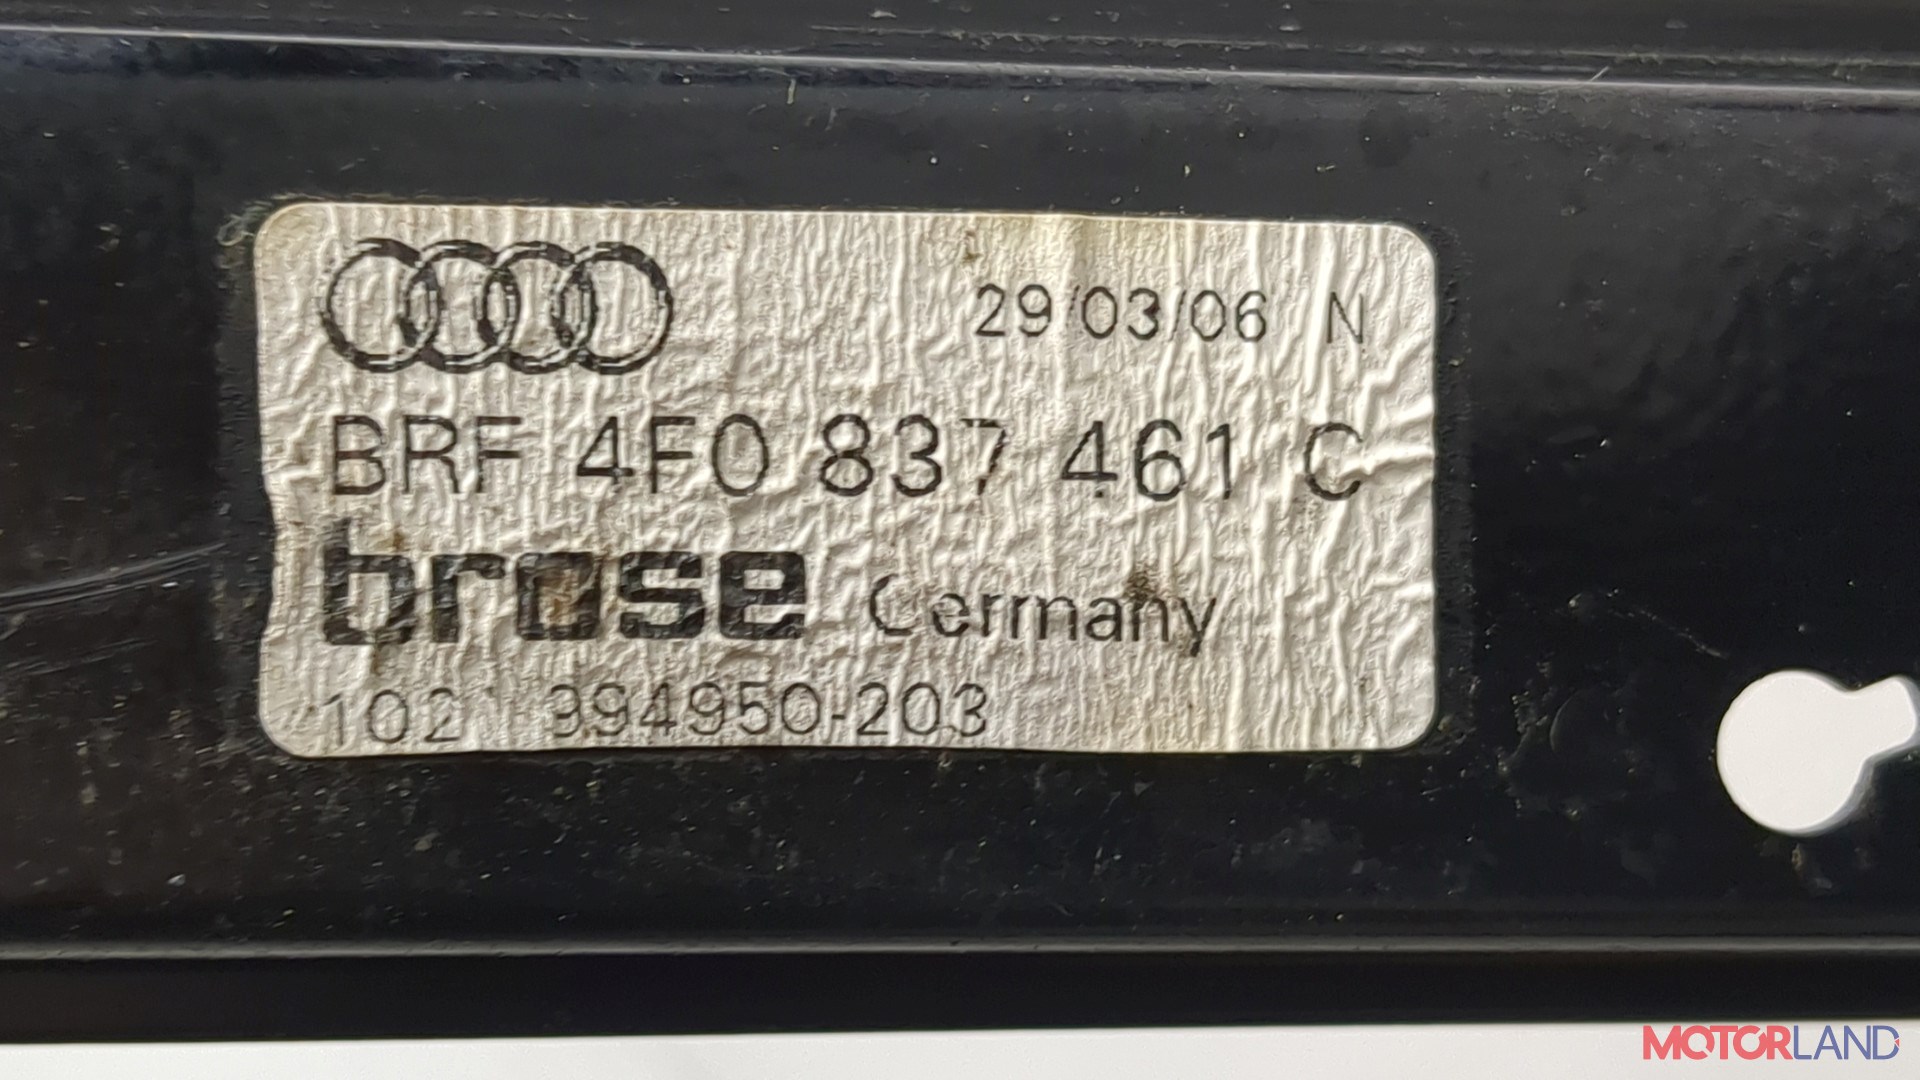 29/03/06 N
BRF 4F0 837 461 C
brose Germany
102 994950-203
MOTORLAND